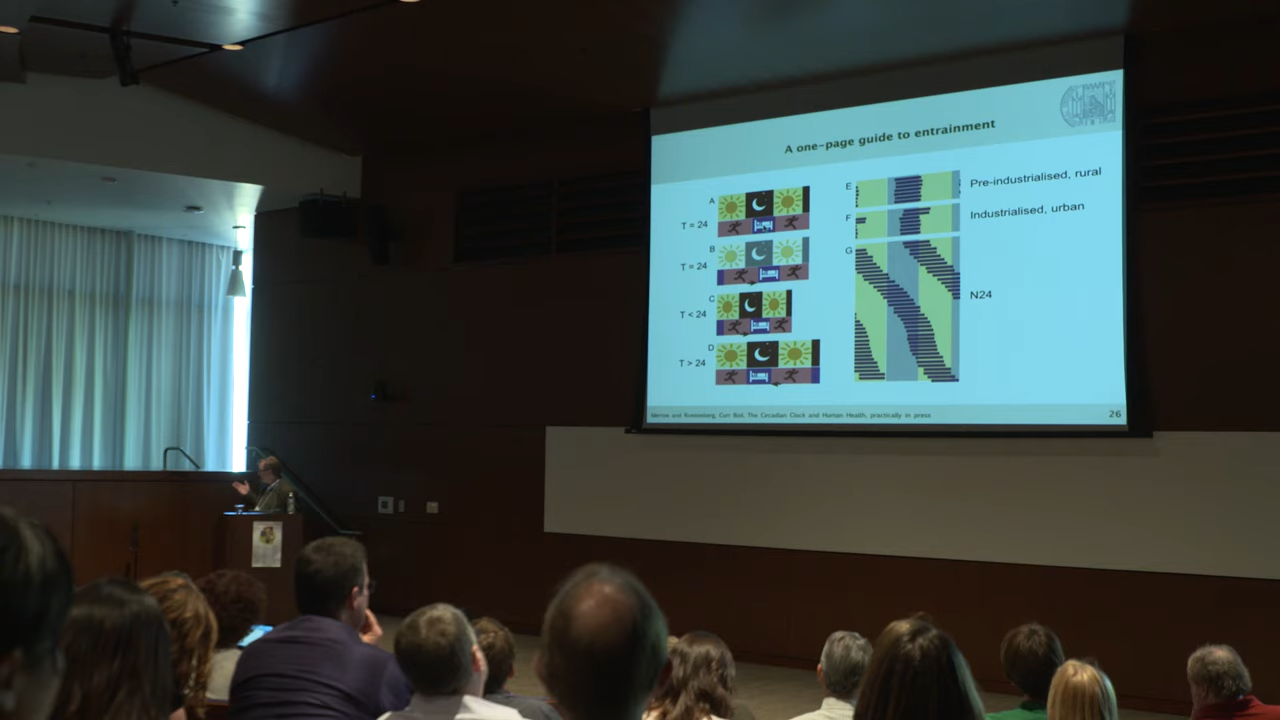 A one-page guide to entrainment
A
T = 24
B
T = 24
C
T < 24
D
T > 24
E
Pre-industrialised, rural
F
Industrialised, urban
G
N24
Merrow and Roenneberg, Curr Biol, The Circadian Clock and Human Health, practically in press
26